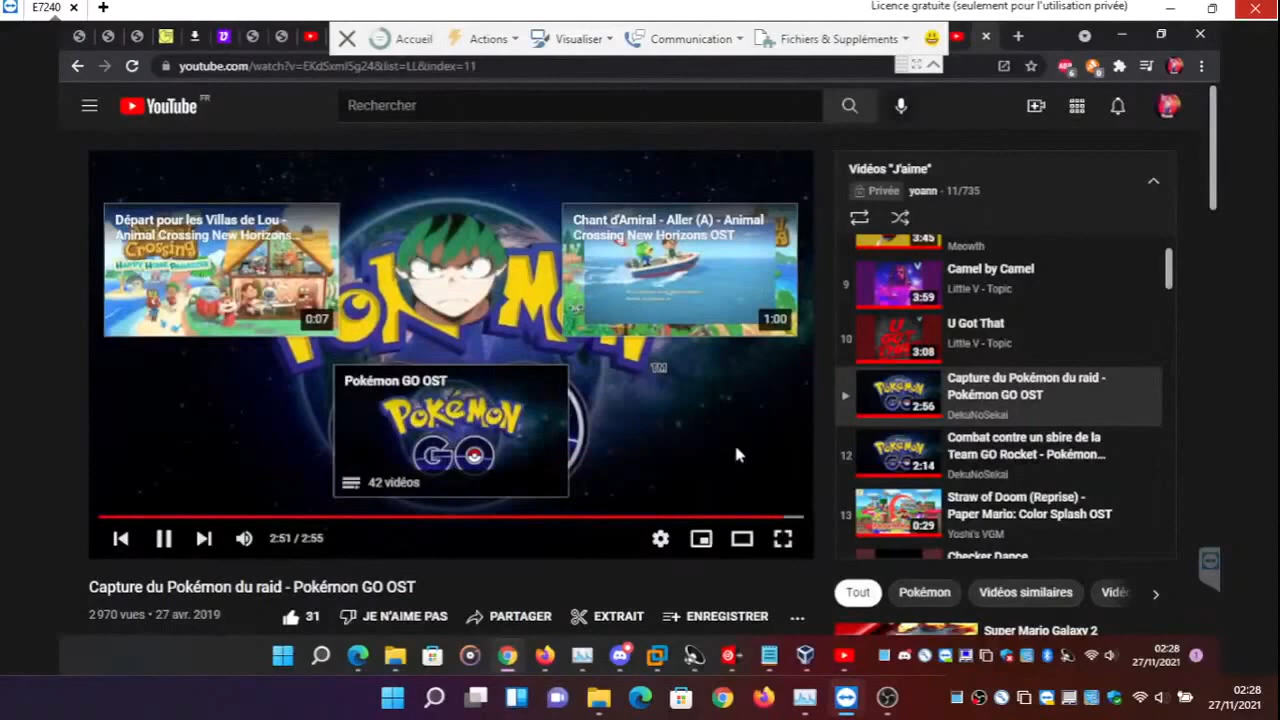 E7240
Licence gratuite (seulement pour l'utilisation privée)
Accueil
Actions
Visualiser
Communication
Fichiers & Suppléments
youtube.com/watch?v=EKdSxmlSg24&list=LL&index=11
YouTube FR
Rechercher
Départ pour les Villas de Lou -
Animal Crossing New Horizons...
0:07
Chant d'Amiral - Aller (A) - Animal
Crossing New Horizons OST
1:00
TM
Pokémon GO OST
POKéMON
GO
42 vidéos
2:51 / 2:55
Capture du Pokémon du raid - Pokémon GO OST
2 970 vues • 27 avr. 2019
31
JE N'AIME PAS
PARTAGER
EXTRAIT
ENREGISTRER
Vidéos "J'aime"
Privée yoann - 11/735
3:45
Meowth
9
Camel by Camel
Little V - Topic
3:59
10
U Got That
Little V - Topic
3:08
Capture du Pokémon du raid -
Pokémon GO OST
DekuNoSekai
2:56
12
Combat contre un sbire de la
Team GO Rocket - Pokémon...
DekuNoSekai
2:14
13
Straw of Doom (Reprise) -
Paper Mario: Color Splash OST
Yoshi's VGM
0:29
Checker Dance
Tout
Pokémon
Vidéos similaires
Super Mario Galaxy 2
02:28
27/11/2021
02:28
27/11/2021